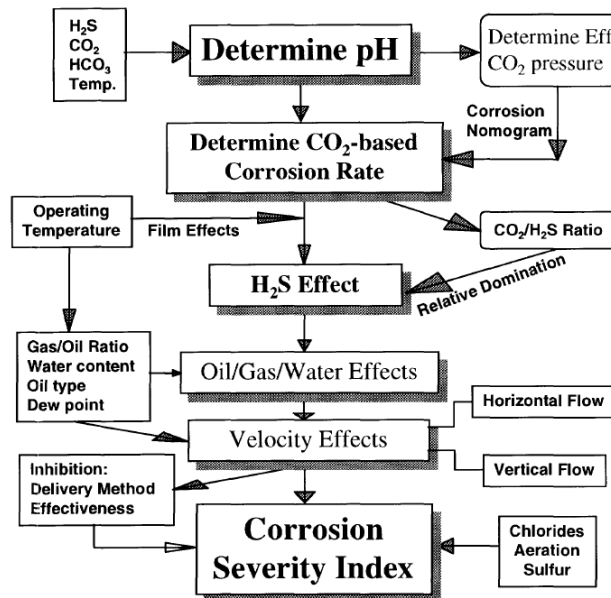 H₂S
CO₂
HCO₃
Temp.
Determine pH
Determine Eff
CO₂ pressure
Corrosion
Nomogram
Determine CO₂-based
Corrosion Rate
Operating
Temperature
Film Effects
CO₂/H₂S Ratio
Relative Domination
H₂S Effect
Gas/Oil Ratio
Water content
Oil type
Dew point
Oil/Gas/Water Effects
Horizontal Flow
Velocity Effects
Vertical Flow
Inhibition:
Delivery Method
Effectiveness
Corrosion
Severity Index
Chlorides
Aeration
Sulfur